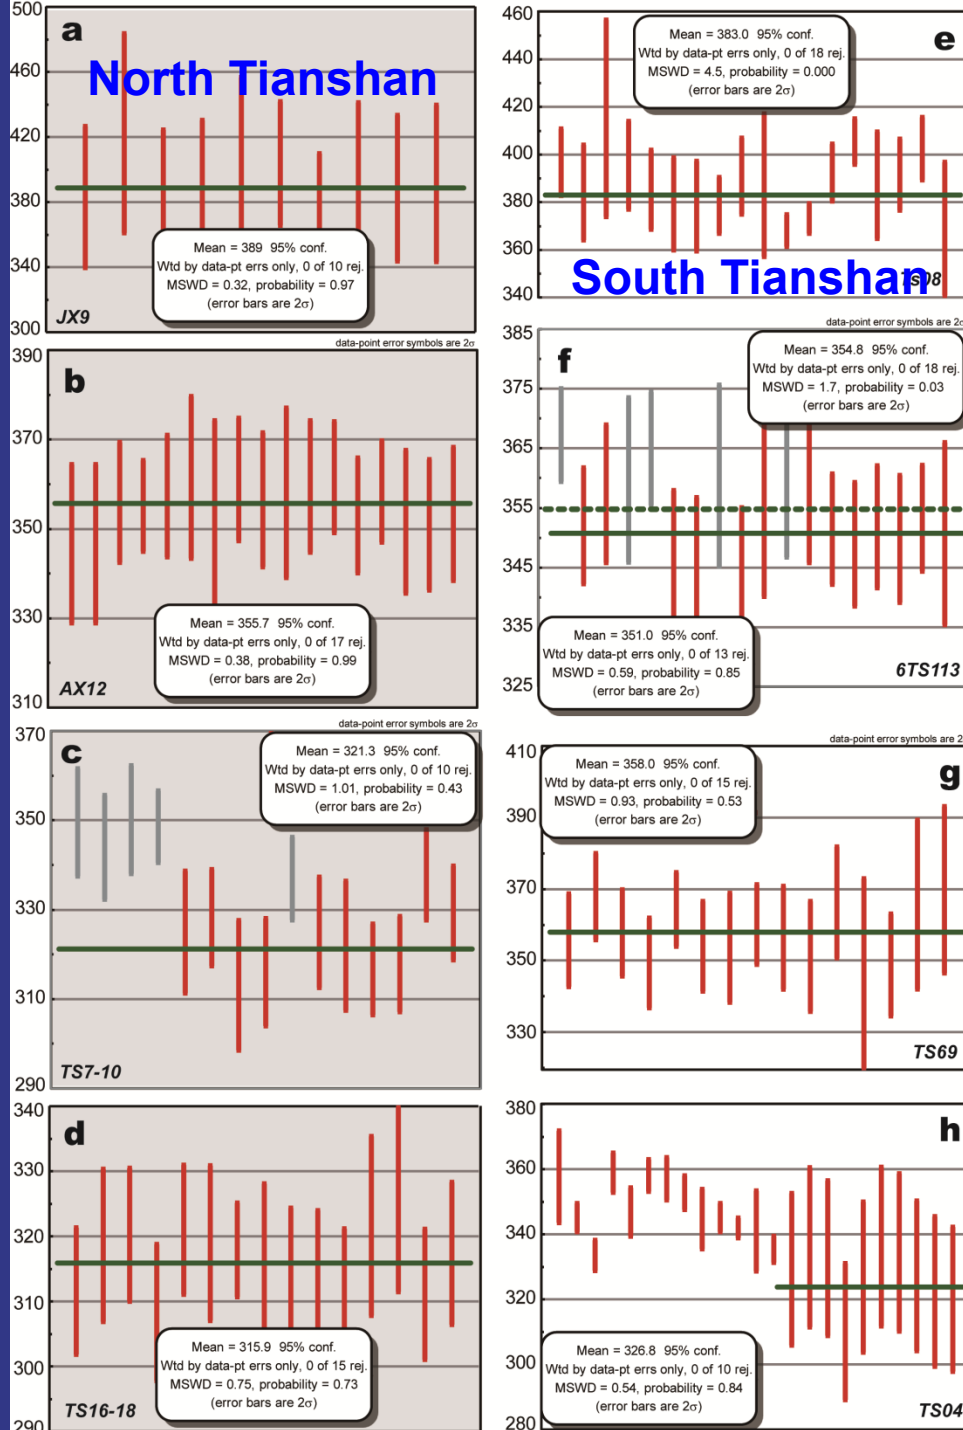 500
460
420
380
340
300
a
North Tianshan
Mean = 389 95% conf.
Wtd by data-pt errs only, 0 of 10 rej.
MSWD = 0.32, probability = 0.97
(error bars are 2σ)
JX9
data-point error symbols are 2σ
390
370
350
330
310
b
Mean = 355.7 95% conf.
Wtd by data-pt errs only, 0 of 17 rej.
MSWD = 0.38, probability = 0.99
(error bars are 2σ)
AX12
data-point error symbols are 2σ
370
350
330
310
290
c
Mean = 321.3 95% conf.
Wtd by data-pt errs only, 0 of 10 rej.
MSWD = 1.01, probability = 0.43
(error bars are 2σ)
TS7-10
340
330
320
310
300
290
d
Mean = 315.9 95% conf.
Wtd by data-pt errs only, 0 of 15 rej.
MSWD = 0.75, probability = 0.73
(error bars are 2σ)
TS16-18
460
440
420
400
380
360
340
e
Mean = 383.0 95% conf.
Wtd by data-pt errs only, 0 of 18 rej.
MSWD = 4.5, probability = 0.000
(error bars are 2σ)
South Tianshan
TS08
data-point error symbols are 2σ
385
375
365
355
345
335
325
f
Mean = 354.8 95% conf.
Wtd by data-pt errs only, 0 of 18 rej.
MSWD = 1.7, probability = 0.03
(error bars are 2σ)
Mean = 351.0 95% conf.
Wtd by data-pt errs only, 0 of 13 rej.
MSWD = 0.59, probability = 0.85
(error bars are 2σ)
6TS113
data-point error symbols are 2
410
390
370
350
330
g
Mean = 358.0 95% conf.
Wtd by data-pt errs only, 0 of 15 rej.
MSWD = 0.93, probability = 0.53
(error bars are 2σ)
TS69
380
360
340
320
300
280
h
Mean = 326.8 95% conf.
Wtd by data-pt errs only, 0 of 10 rej.
MSWD = 0.54, probability = 0.84
(error bars are 2σ)
TS04